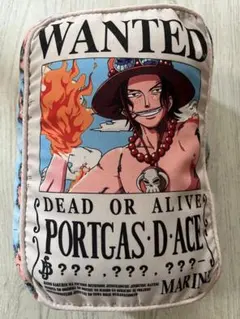 WANTED
DEAD OR ALIVE
PORTGAS·D·ACE
฿ ???.???.???-
MARINE